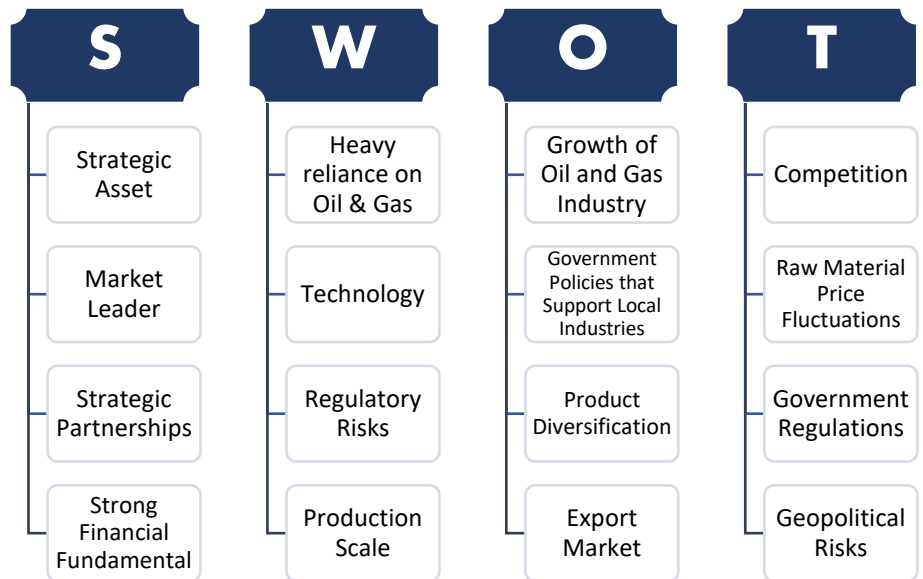 S
Strategic
Asset
Market
Leader
Strategic
Partnerships
Strong
Financial
Fundamental
W
Heavy
reliance on
Oil & Gas
Technology
Regulatory
Risks
Production
Scale
O
Growth of
Oil and Gas
Industry
Government
Policies that
Support Local
Industries
Product
Diversification
Export
Market
T
Competition
Raw Material
Price
Fluctuations
Government
Regulations
Geopolitical
Risks